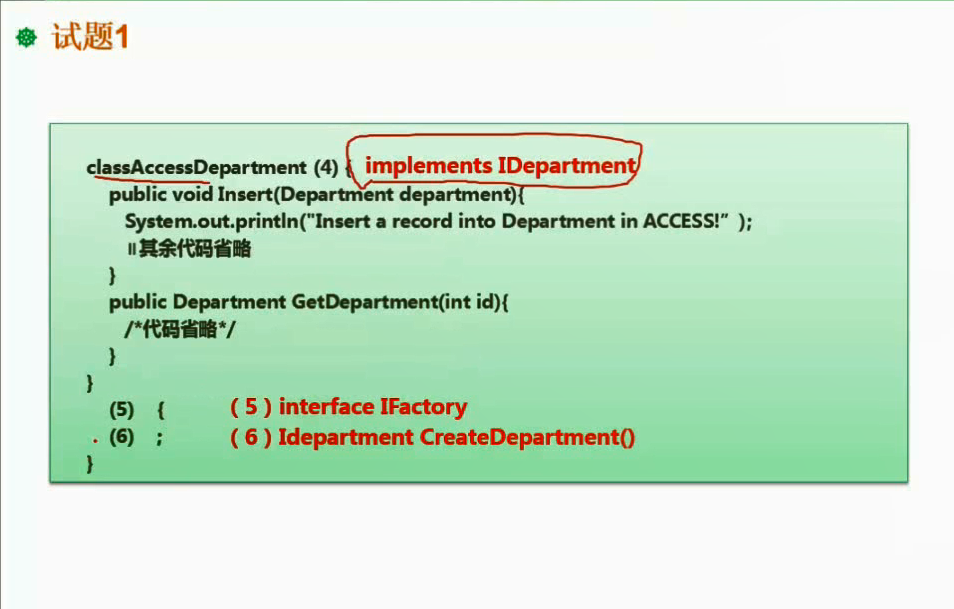 试题1
classAccessDepartment (4) { implements IDepartment
public void Insert(Department department){
System.out.println("Insert a record into Department in ACCESS!” );
‖其余代码省略
}
public Department GetDepartment(int id){
/*代码省略*/
}
}
(5) { （5）interface IFactory
(6) ; （6）Idepartment CreateDepartment()
}